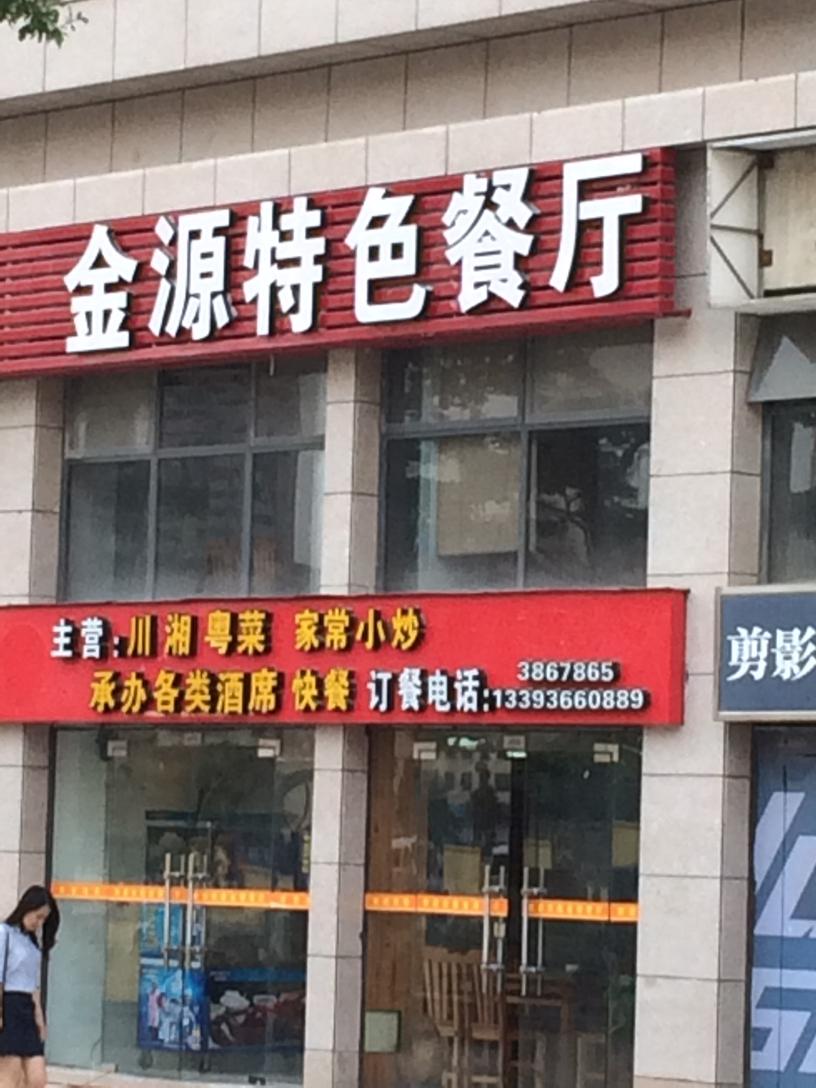 金源特色餐厅
主营:川 湘 粤菜 家常小炒
承办各类酒席 快餐 订餐电话:3867865
13393660889
剪影